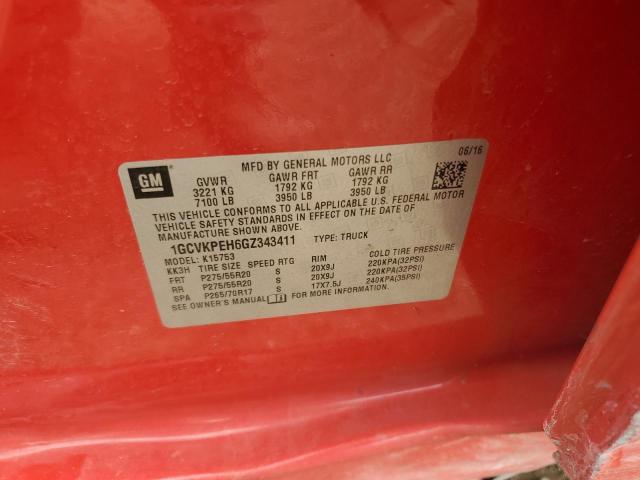 MFD BY GENERAL MOTORS LLC 06/16
GM GVWR GAWR FRT GAWR RR
3221 KG 1792 KG 1792 KG
7100 LB 3950 LB 3950 LB
THIS VEHICLE CONFORMS TO ALL APPLICABLE U.S. FEDERAL MOTOR
VEHICLE SAFETY STANDARDS IN EFFECT ON THE DATE OF
MANUFACTURE SHOWN ABOVE.
1GCVKPEH6GZ343411 TYPE: TRUCK
MODEL: K15753
KK3H TIRE SIZE SPEED RTG RIM COLD TIRE PRESSURE
FRT P275/55R20 S 20X9J 220KPA(32PSI)
RR P275/55R20 S 20X9J 220KPA(32PSI)
SPA P265/70R17 S 17X7.5J 240KPA(35PSI)
SEE OWNER'S MANUAL FOR MORE INFORMATION.